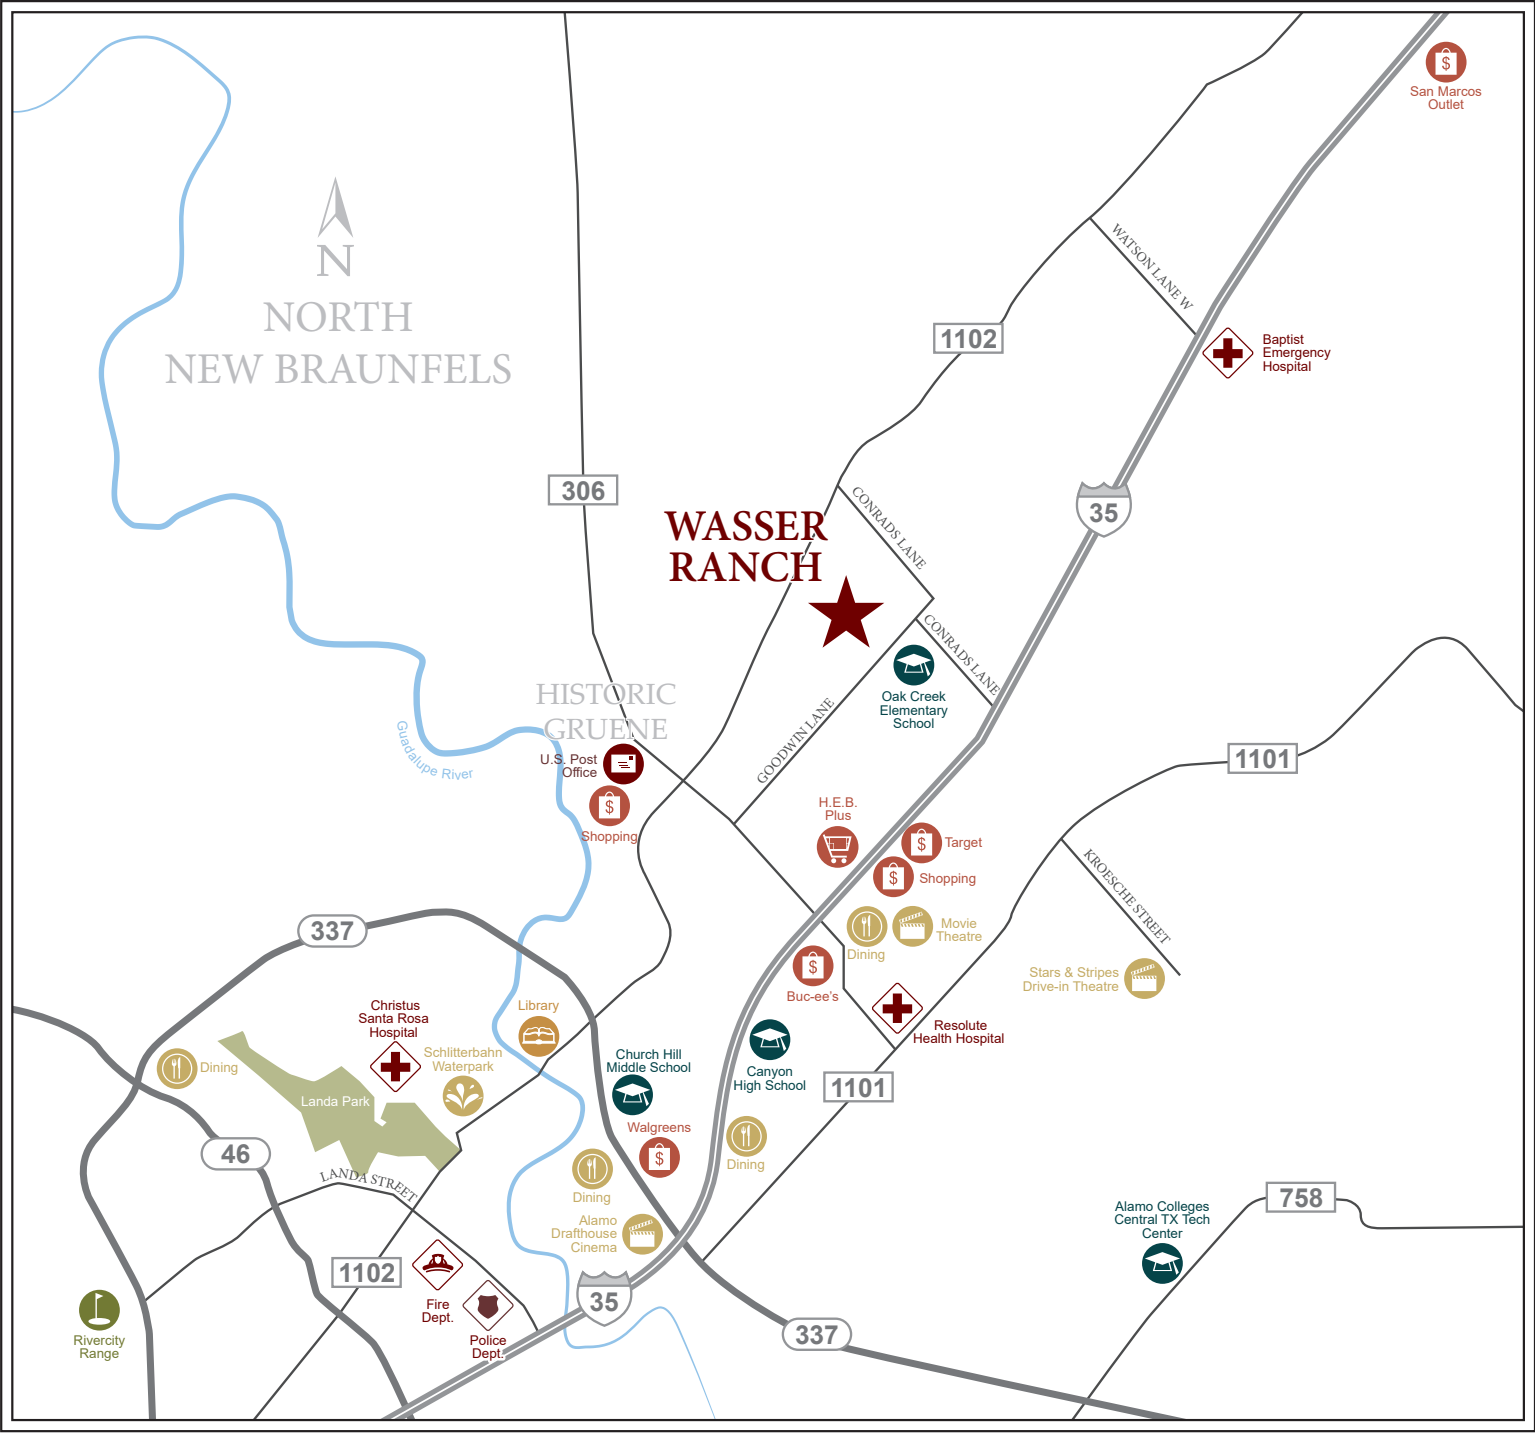 $
San Marcos
Outlet
N
NORTH
NEW BRAUNFELS
WATSON LANE W
1102
Baptist
Emergency
Hospital
306
35
CONRADS LANE
WASSER
RANCH
CONRADS LANE
Oak Creek
Elementary
School
HISTORIC
GRUENE
GOODWIN LANE
Guadalupe River
U.S. Post
Office
$
Shopping
1101
H.E.B.
Plus
$
Target
$
Shopping
KROESCHE STREET
337
Movie
Theatre
Dining
$
Buc-ee's
Stars & Stripes
Drive-in Theatre
Christus
Santa Rosa
Hospital
Library
Resolute
Health Hospital
Schlitterbahn
Waterpark
Dining
Church Hill
Middle School
Canyon
High School
1101
Landa Park
Walgreens
$
46
Dining
LANDA STREET
Dining
758
Alamo Colleges
Central TX Tech
Center
Alamo
Drafthouse
Cinema
1102
35
Fire
Dept.
Police
Dept.
Rivercity
Range
337